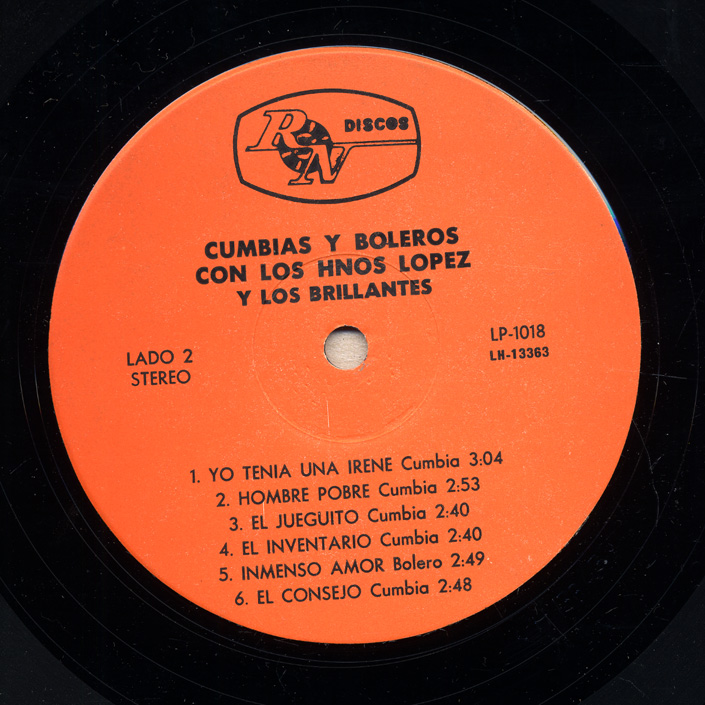 RN DISCOS
CUMBIAS Y BOLEROS
CON LOS HNOS LOPEZ
Y LOS BRILLANTES
LADO 2
STEREO
LP-1018
LH-13363
1. YO TENIA UNA IRENE Cumbia 3:04
2. HOMBRE POBRE Cumbia 2:53
3. EL JUEGUITO Cumbia 2:40
4. EL INVENTARIO Cumbia 2:40
5. INMENSO AMOR Bolero 2:49
6. EL CONSEJO Cumbia 2:48